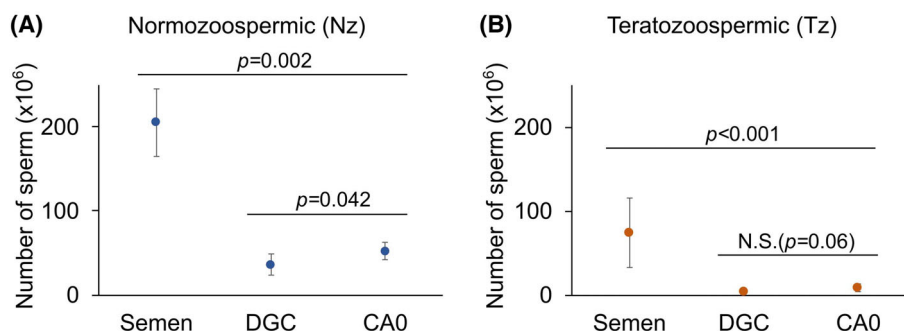 (A) Normozoospermic (Nz)
p=0.002
Number of sperm (x10⁶)
200
100
0
p=0.042
Semen DGC CA0
(B) Teratozoospermic (Tz)
Number of sperm (x10⁶)
200
100
0
p<0.001
N.S.(p=0.06)
Semen DGC CA0